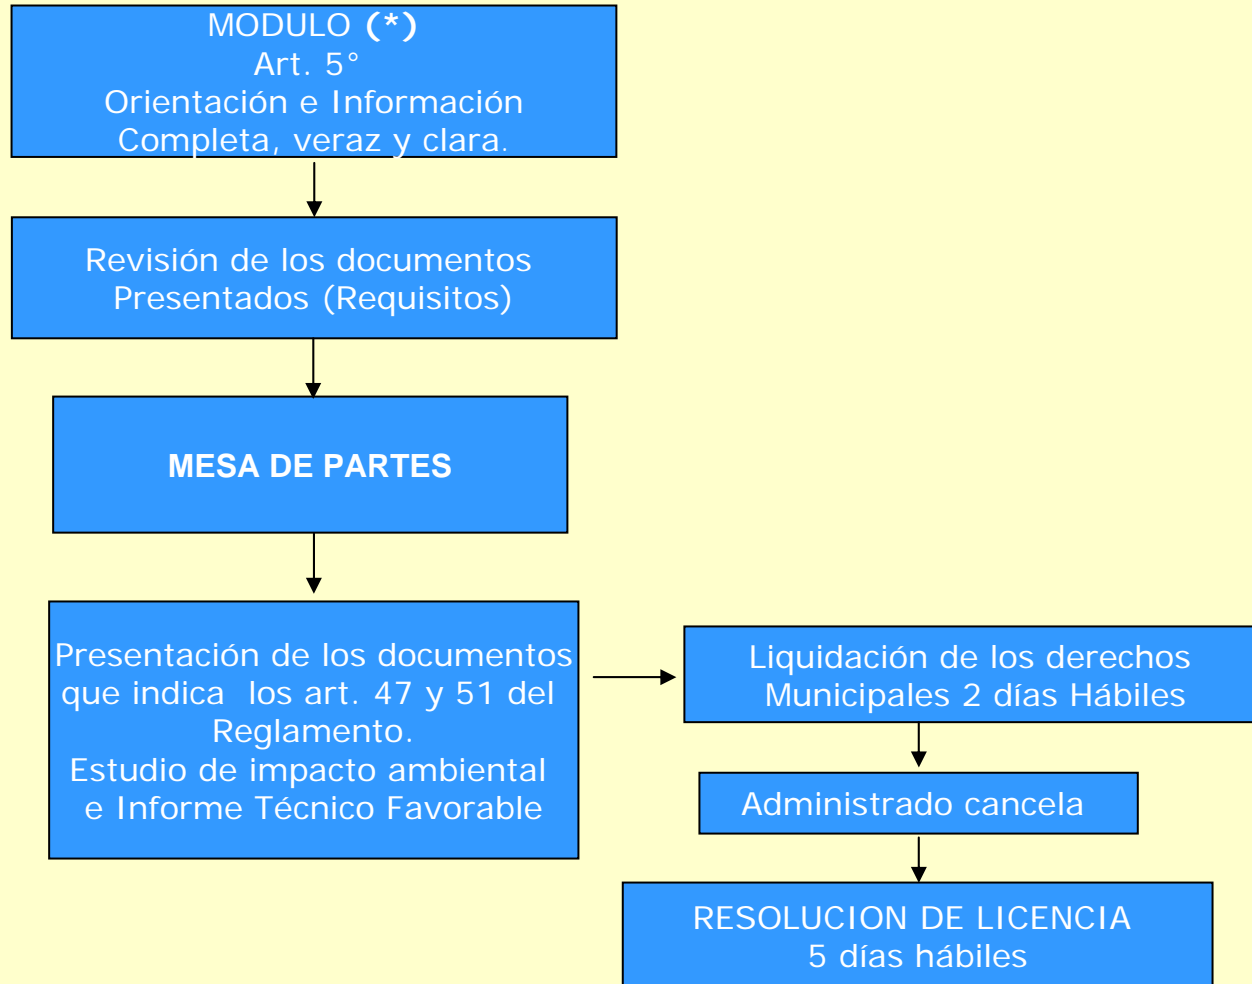 MODULO (*)
Art. 5°
Orientación e Información
Completa, veraz y clara.
Revisión de los documentos
Presentados (Requisitos)
MESA DE PARTES
Presentación de los documentos
que indica los art. 47 y 51 del
Reglamento.
Estudio de impacto ambiental
e Informe Técnico Favorable
Liquidación de los derechos
Municipales 2 días Hábiles
Administrado cancela
RESOLUCION DE LICENCIA
5 días hábiles